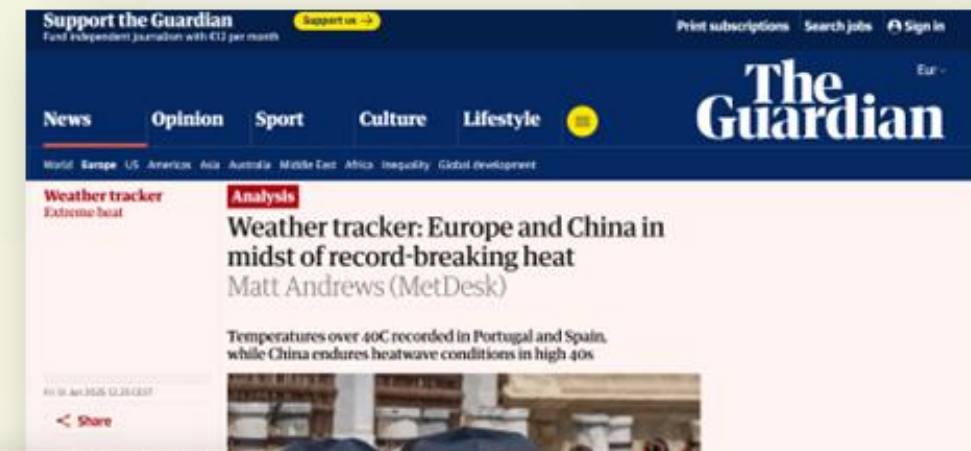 Support the Guardian
Fund independent journalism with €12 per month
Support us →
Print subscriptions Search jobs Sign in
The Guardian
Eur
News Opinion Sport Culture Lifestyle
World Europe US Americas Asia Australia Middle East Africa Inequality Global development
Weather tracker
Extreme heat
Analysis
Weather tracker: Europe and China in
midst of record-breaking heat
Matt Andrews (MetDesk)
Temperatures over 40C recorded in Portugal and Spain,
while China endures heatwave conditions in high 40s
Share